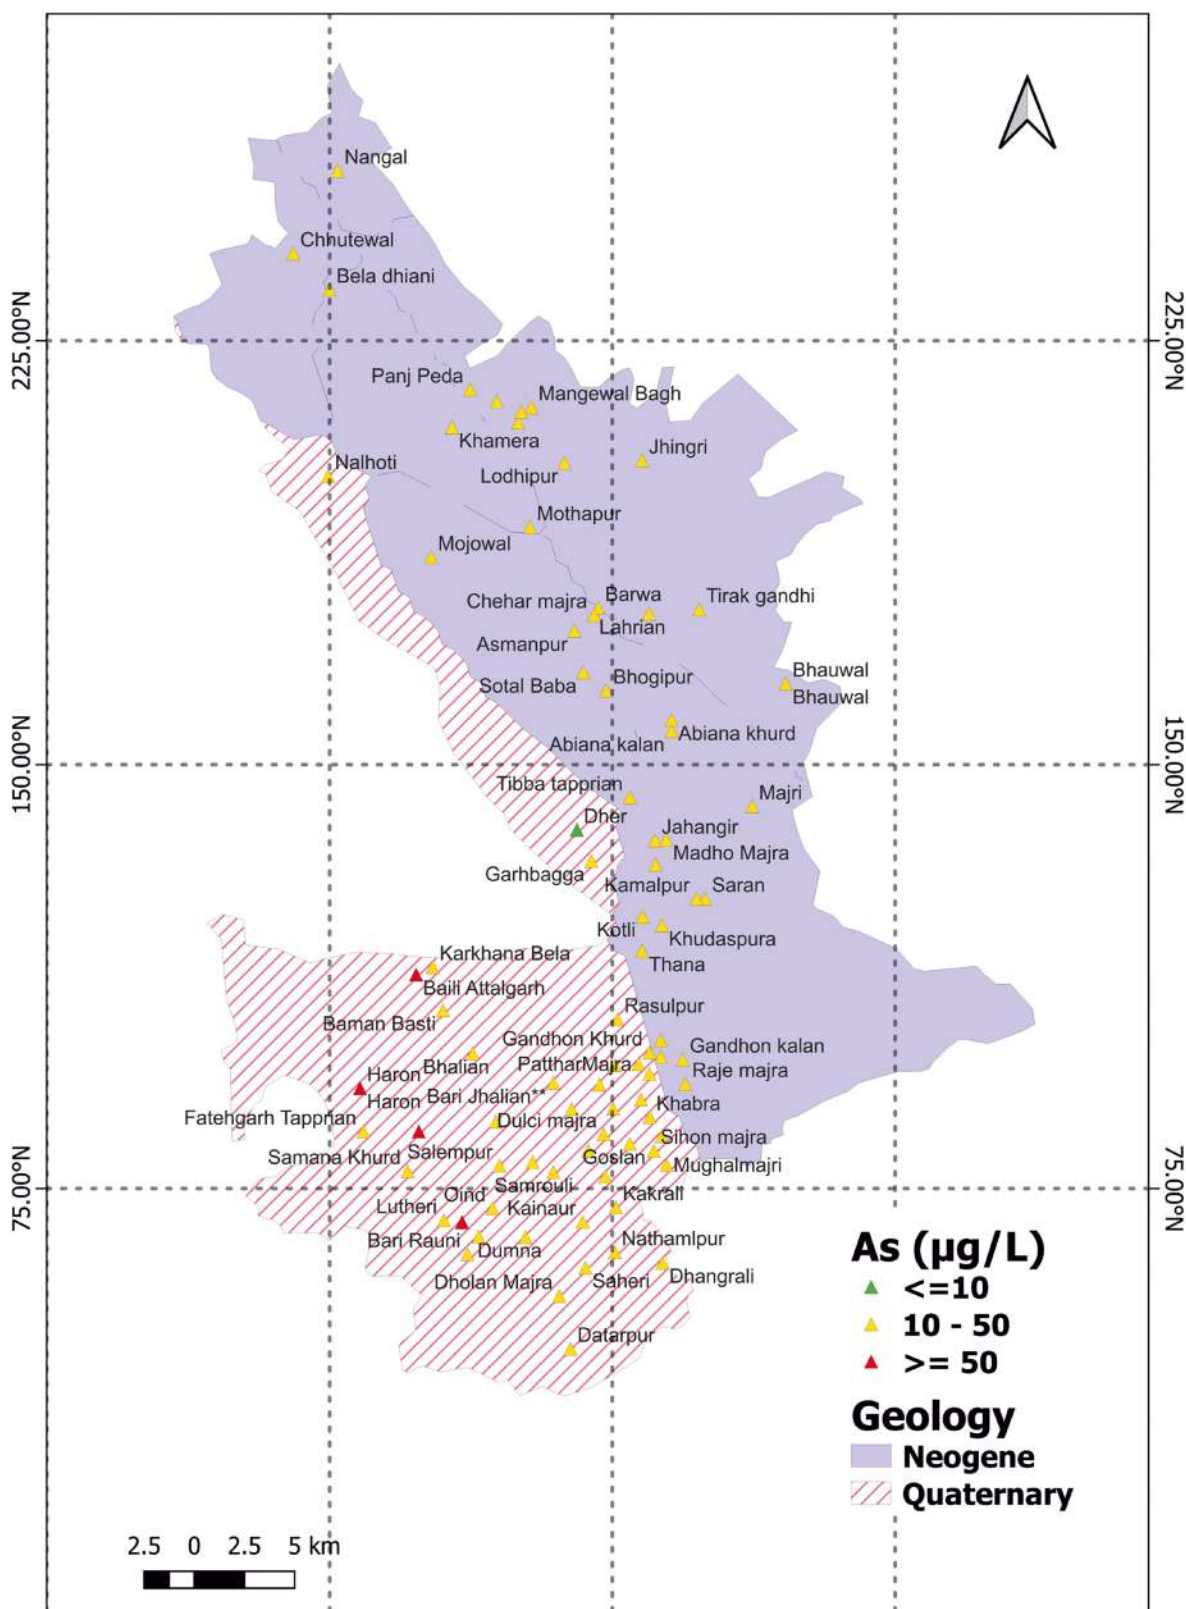 Nangal
Chhutewal
Bela dhiani
225.00°N
225.00°N
Panj Peda
Mangewal Bagh
Khamera
Jhingri
Nalhoti
Lodhipur
Mothapur
Mojowal
Chehar majra
Barwa
Tirak gandhi
Lahrian
Asmanpur
Bhauwal
Sotal Baba
Bhogipur
Bhauwal
Abiana khurd
Abiana kalan
150.00°N
150.00°N
Tibba tapprian
Dher
Majri
Jahangir
Madho Majra
Garhbagga
Kamalpur
Saran
Kotli
Khudaspura
Karkhana Bela
Thana
Baili Attalgarh
Rasulpur
Baman Basti
Gandhon Khurd
Gandhon kalan
Bhalian
PattharMajra
Raje majra
Haron
Haron
Bari Jhalian**
Khabra
Fatehgarh Tapprian
Dulci majra
Sihon majra
Salempur
Samana Khurd
Goslan
Mughalmajri
75.00°N
75.00°N
Oind
Samrouli
Kakrali
Lutheri
Kainaur
Bari Rauni
Dumna
Nathamlpur
Dholan Majra
Saheri
Dhangrali
Datarpur
As (µg/L)
<=10
10 - 50
>= 50
Geology
Neogene
Quaternary
2.5 0 2.5 5 km